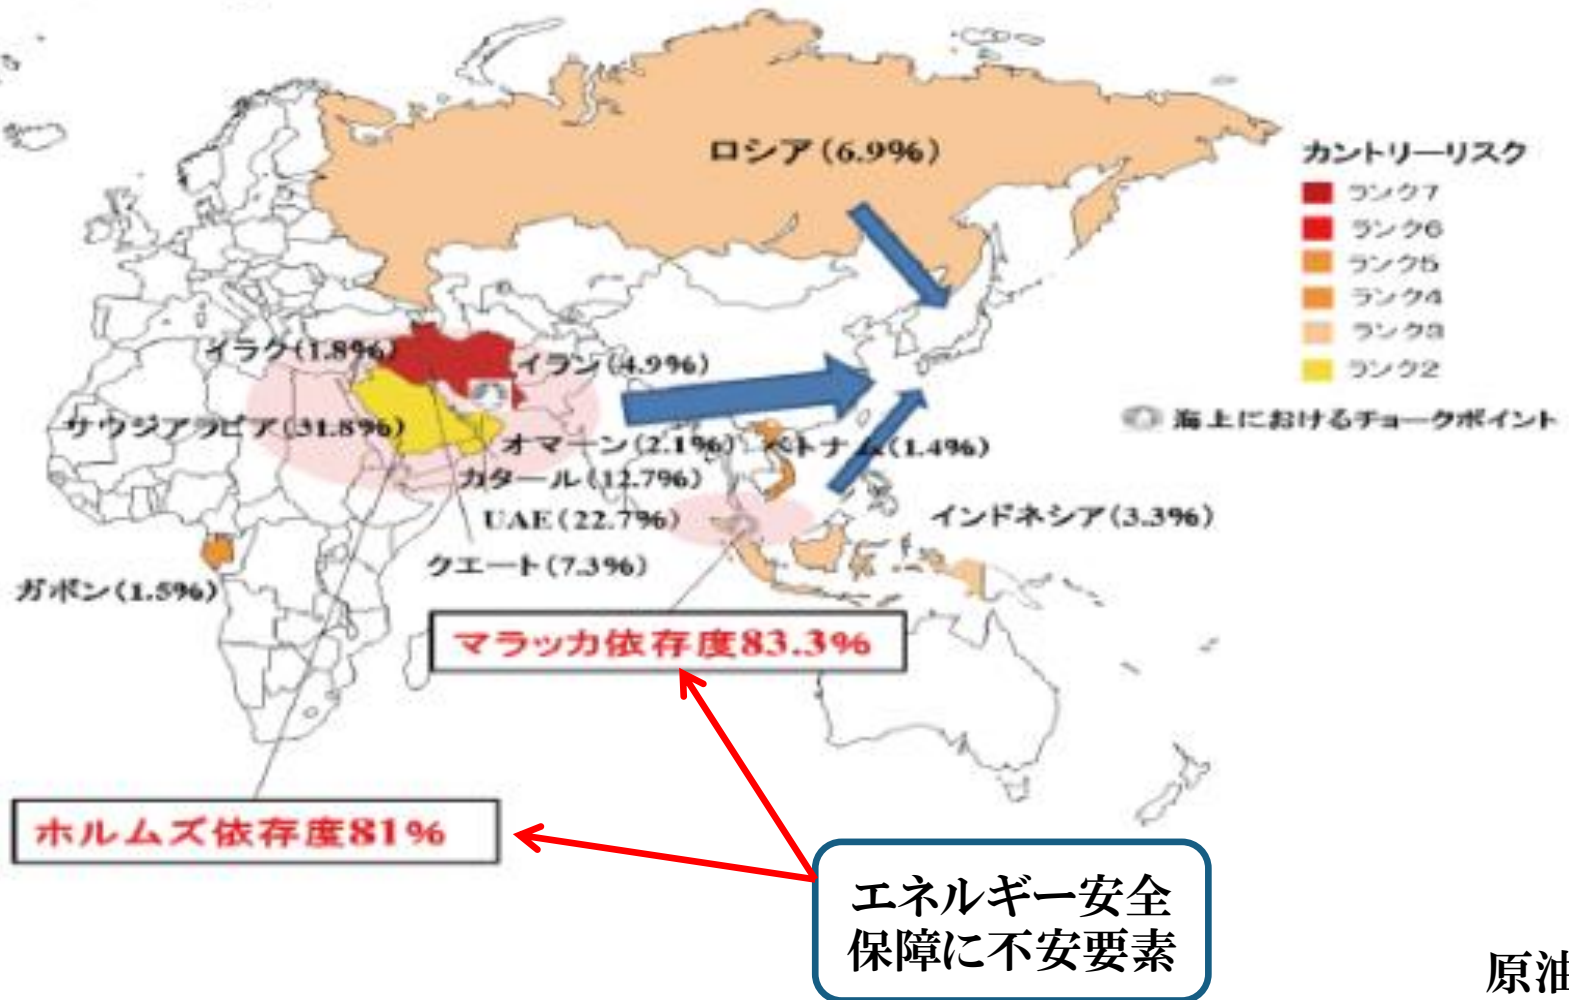 ロシア(6.9%)
カントリーリスク
ランク7
ランク6
ランク5
ランク4
ランク3
ランク2
海上におけるチョークポイント
イラク(1.8%)
イラン(4.9%)
サウジアラビア(31.8%)
オマーン(2.1%)
ベトナム(1.4%)
カタール(12.7%)
UAE(22.7%)
インドネシア(3.3%)
クエート(7.3%)
ガボン(1.5%)
マラッカ依存度83.3%
ホルムズ依存度81%
エネルギー安全
保障に不安要素
原油